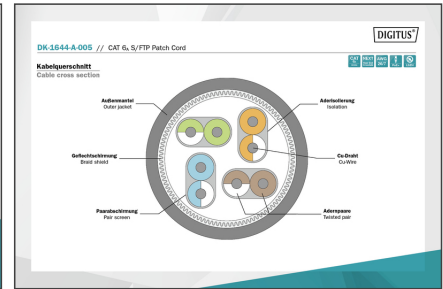 DIGITUS®
DK-1644-A-005 // CAT 6A S/FTP Patch Cord
Kabelquerschnitt
Cable cross section
Außenmantel
Outer jacket
Aderisolierung
Isolation
Geflechtschirmung
Braid shield
Cu-Draht
Cu-Wire
Paarabschirmung
Pair screen
Adernpaare
Twisted pair